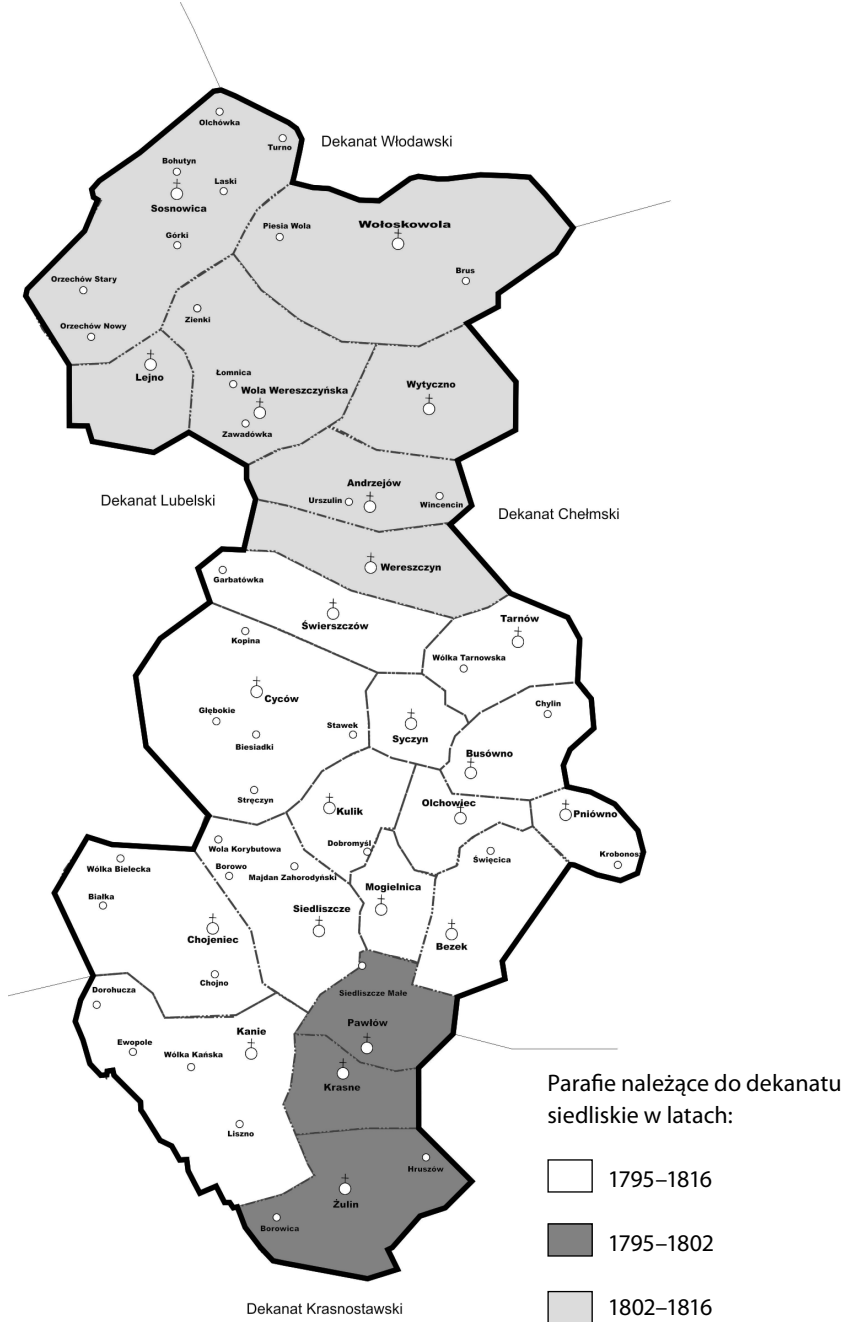 Olchówka
Turno
Dekanat Włodawski
Bohutyn
Laski
Sosnowica
Piesia Wola
Wołoskowola
Górki
Brus
Orzechów Stary
Zienki
Orzechów Nowy
Lejno
Łomnica
Wola Wereszczyńska
Wytyczno
Zawadówka
Andrzejów
Dekanat Lubelski
Urszulin
Wincencin
Dekanat Chełmski
Wereszczyn
Garbatówka
Świerszczów
Tarnów
Kopina
Wólka Tarnowska
Cyców
Głębokie
Chylin
Stawek
Syczyn
Biesiadki
Busówno
Stręczyn
Kulik
Olchowiec
Pniówno
Wola Korybutowa
Dobromyśl
Wólka Bielecka
Borowo
Majdan Zahorodyński
Święcica
Krobonosz
Białka
Mogielnica
Siedliszcze
Chojeniec
Bezek
Chojno
Dorohucza
Siedliszcze Małe
Kanie
Pawłów
Ewopole
Wólka Kańska
Krasne
Liszno
Hruszów
Żulin
Borowica
Dekanat Krasnostawski
Parafie należące do dekanatu
siedliskie w latach:
1795–1816
1795–1802
1802–1816